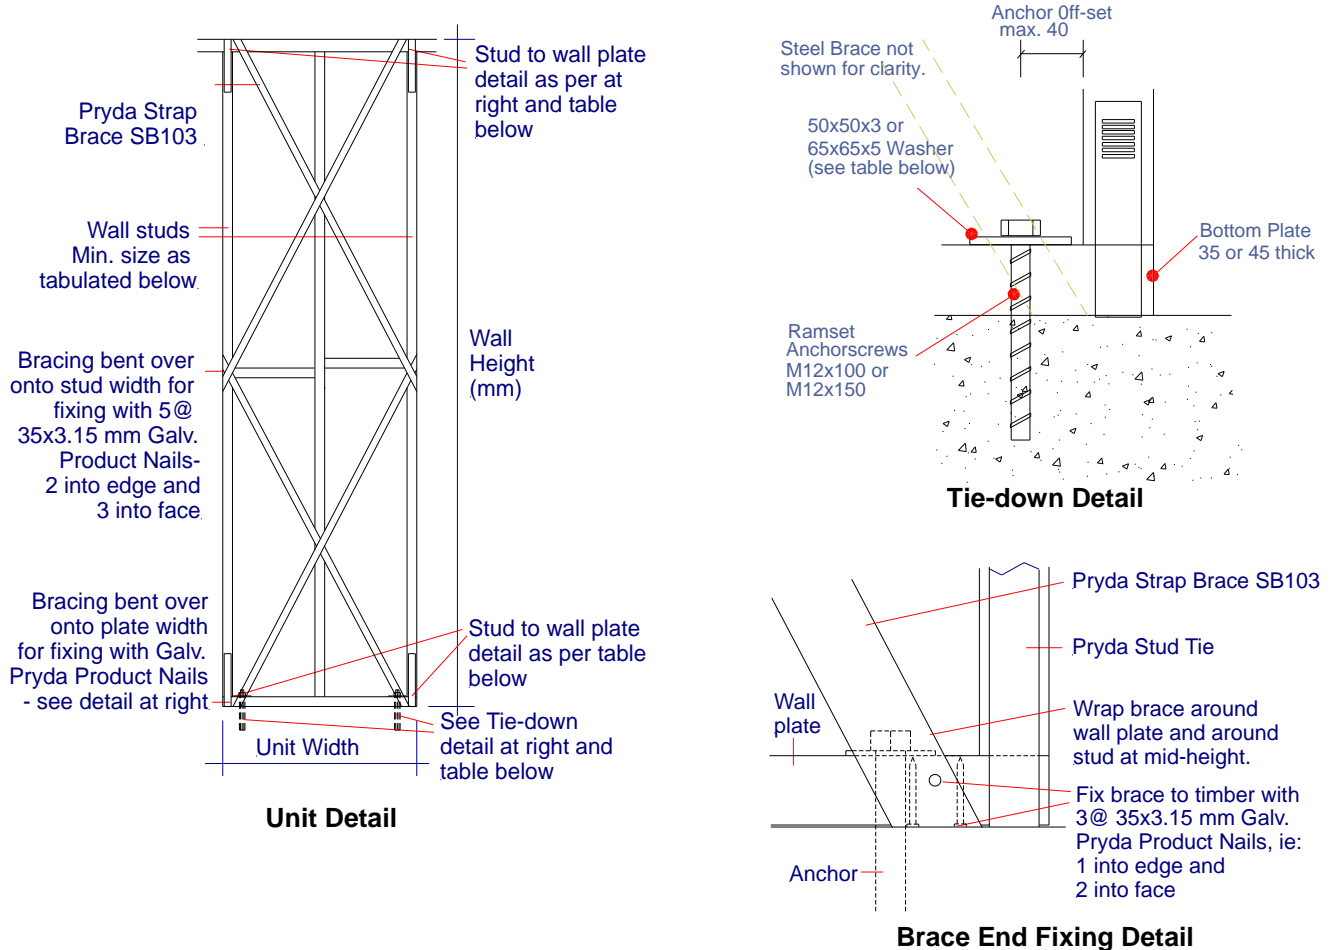 Pryda Strap
Brace SB103
Stud to wall plate
detail as per at
right and table
below
Wall studs
Min. size as
tabulated below
Wall
Height
(mm)
Bracing bent over
onto stud width for
fixing with 5@
35x3.15 mm Galv.
Product Nails-
2 into edge and
3 into face
Bracing bent over
onto plate width
for fixing with Galv.
Pryda Product Nails
- see detail at right
Stud to wall plate
detail as per table
below
See Tie-down
detail at right and
table below
Unit Width
Unit Detail
Anchor 0ff-set
max. 40
Steel Brace not
shown for clarity.
50x50x3 or
65x65x5 Washer
(see table below)
Bottom Plate
35 or 45 thick
Ramset
Anchorscrews
M12x100 or
M12x150
Tie-down Detail
Pryda Strap Brace SB103
Pryda Stud Tie
Wall
plate
Wrap brace around
wall plate and around
stud at mid-height.
Fix brace to timber with
3@ 35x3.15 mm Galv.
Pryda Product Nails, ie:
1 into edge and
2 into face
Anchor
Brace End Fixing Detail